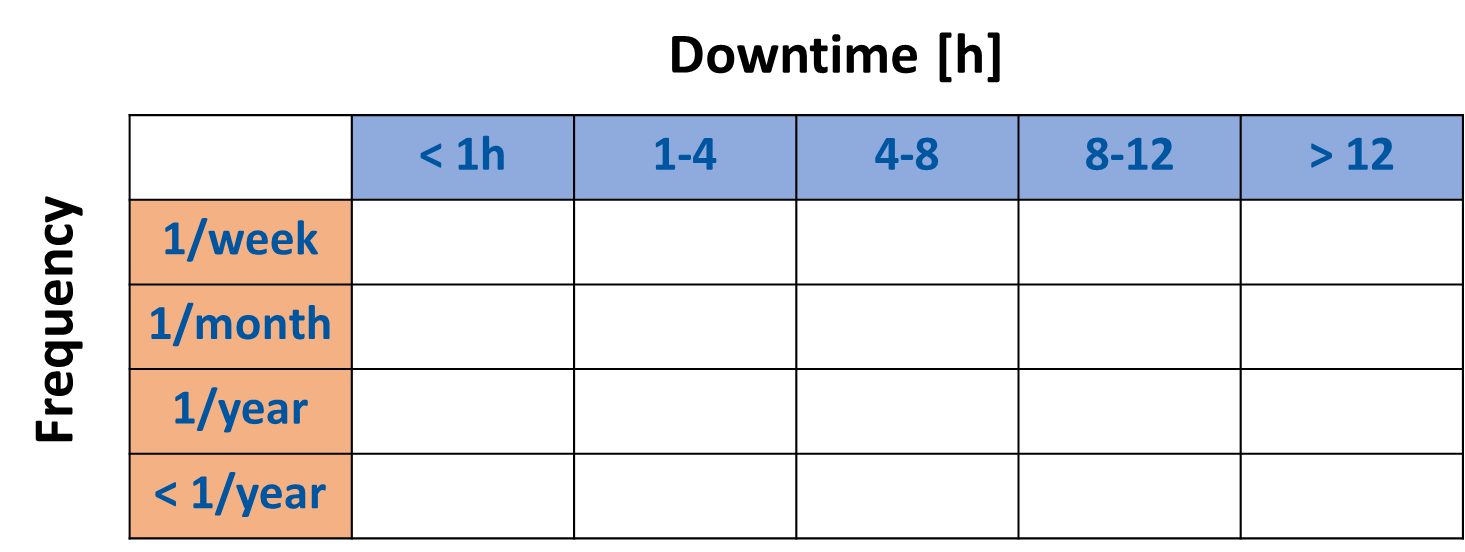 Downtime [h]
< 1h 1-4 4-8 8-12 > 12
Frequency
1/week
1/month
1/year
< 1/year